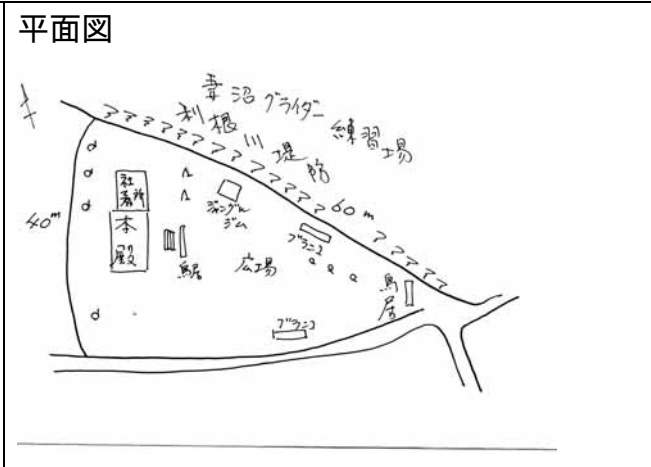 平面図
妻沼グライダー練習場
利根川堤防
60m
40m
社務所
本殿
ジャングル
ジム
ブランコ
鳥居
広場
鳥居
ブランコ